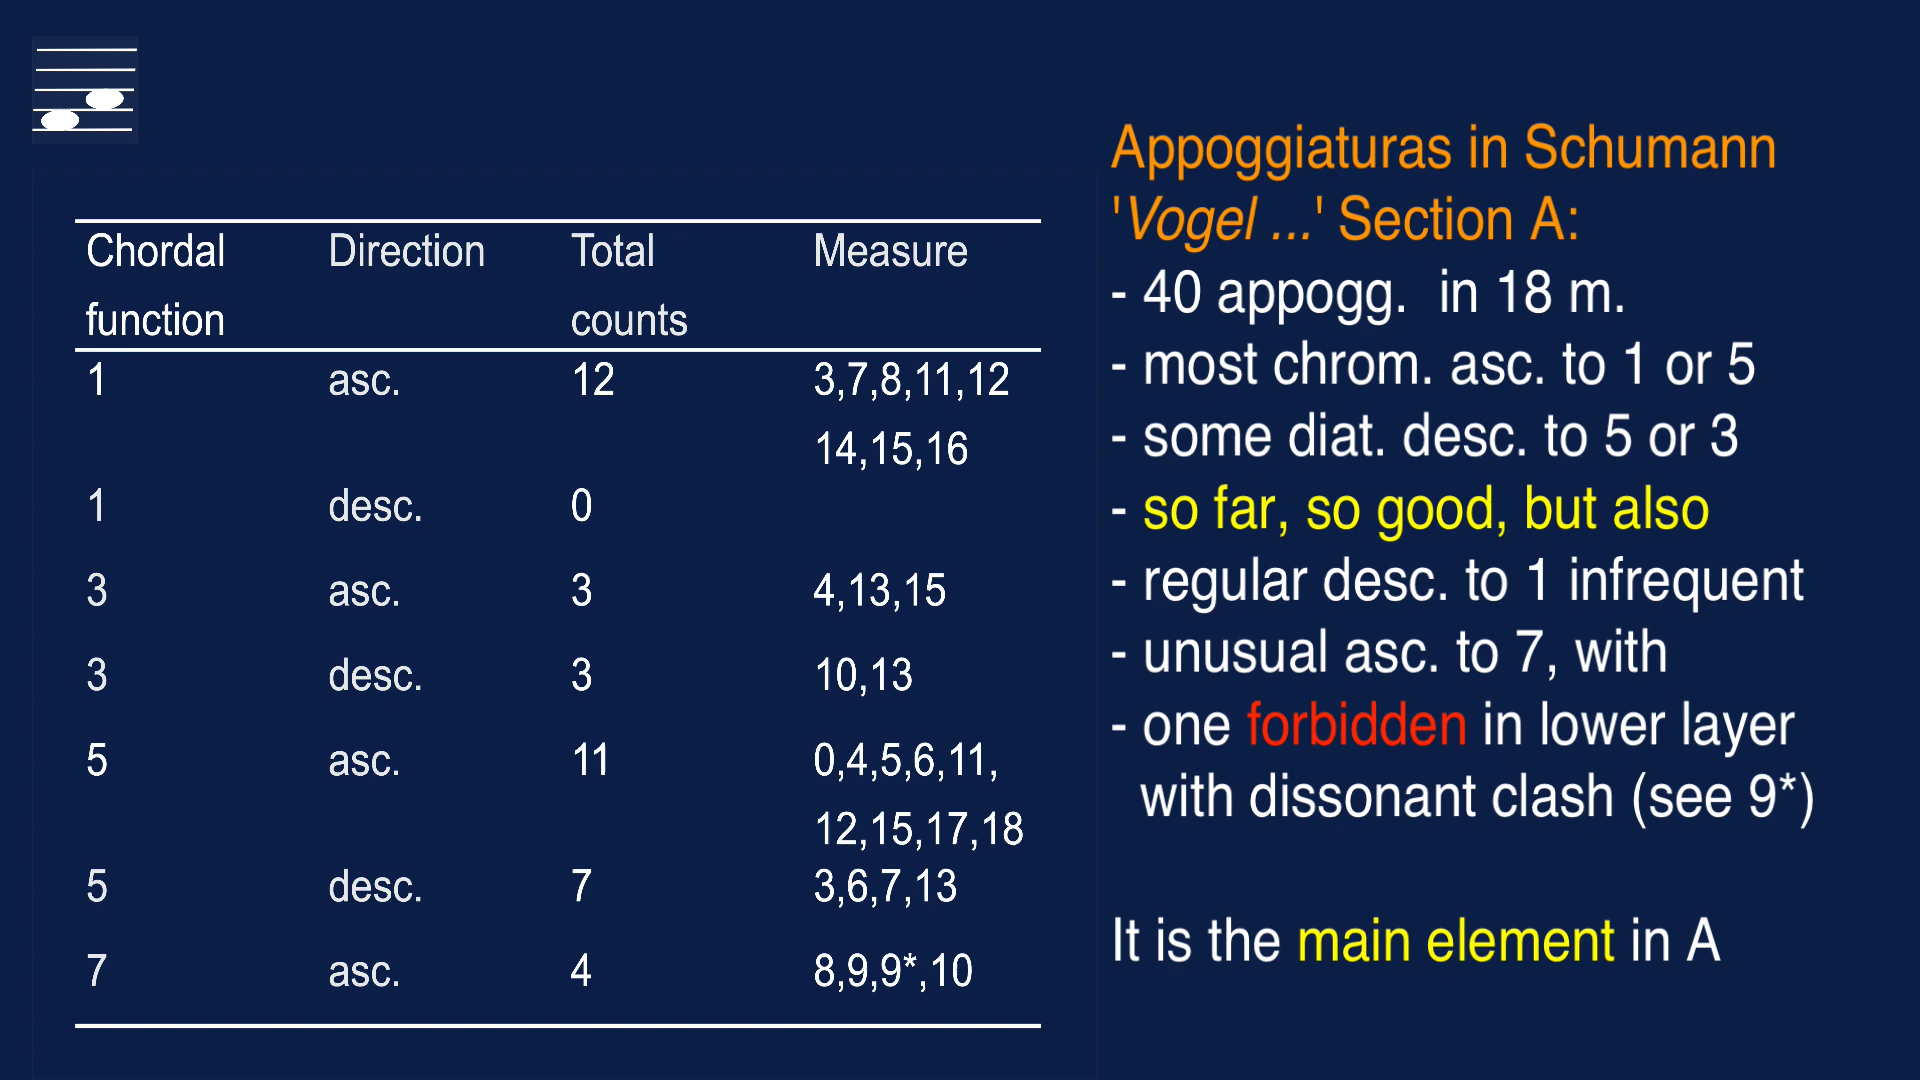 Chordal Direction Total Measure
function counts
1 asc. 12 3,7,8,11,12
14,15,16
1 desc. 0
3 asc. 3 4,13,15
3 desc. 3 10,13
5 asc. 11 0,4,5,6,11,
12,15,17,18
5 desc. 7 3,6,7,13
7 asc. 4 8,9,9*,10
Appoggiaturas in Schumann
'Vogel ...' Section A:
- 40 appogg. in 18 m.
- most chrom. asc. to 1 or 5
- some diat. desc. to 5 or 3
- so far, so good, but also
- regular desc. to 1 infrequent
- unusual asc. to 7, with
- one forbidden in lower layer
with dissonant clash (see 9*)
It is the main element in A